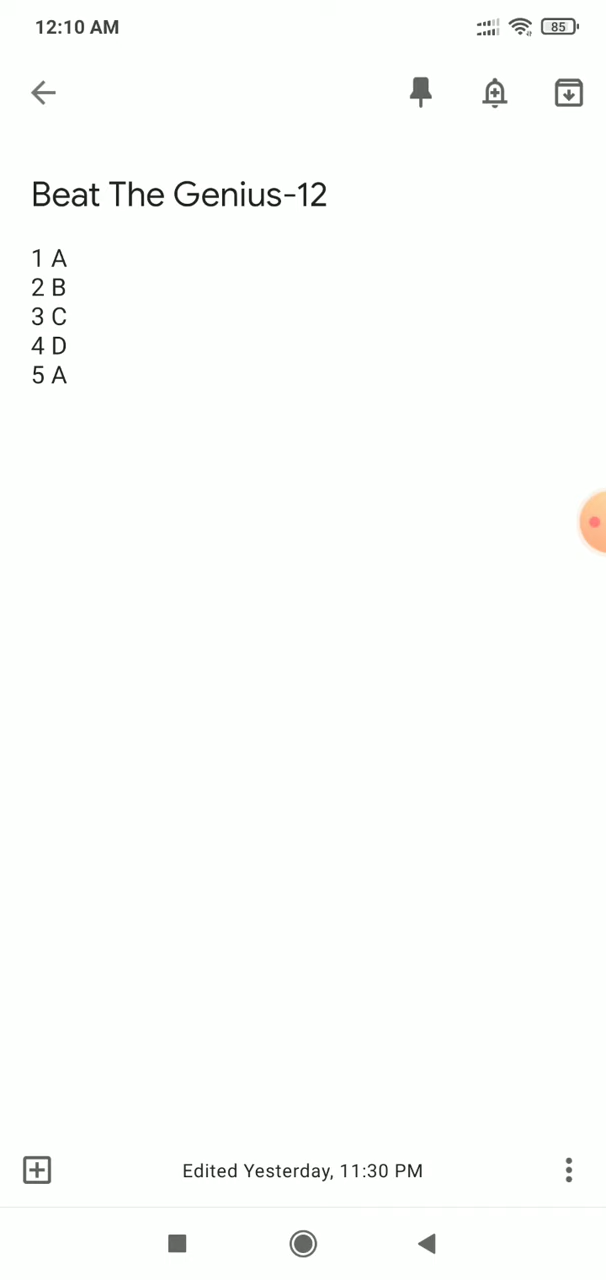 12:10 AM
85
Beat The Genius-12
1 A
2 B
3 C
4 D
5 A
Edited Yesterday, 11:30 PM